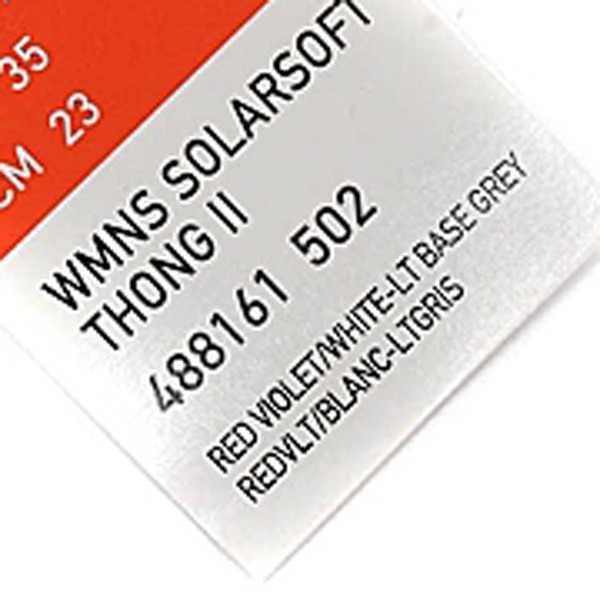 35
CM 23
WMNS SOLARSOFT
THONG II
488161 502
RED VIOLET/WHITE-LT BASE GREY
REDVLT/BLANC-LTGRIS